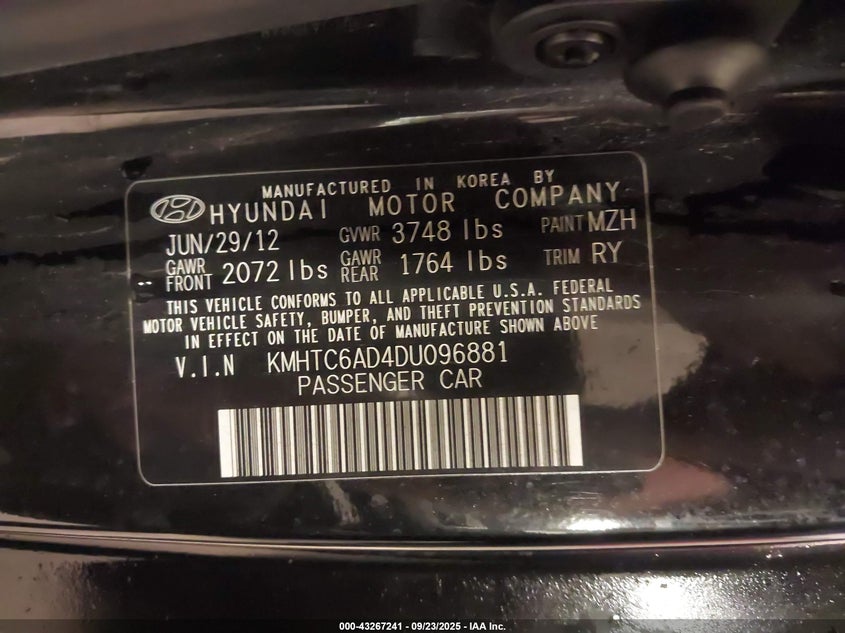 MANUFACTURED IN KOREA BY
HYUNDAI MOTOR COMPANY
JUN/29/12 GVWR 3748 lbs PAINT MZH
GAWR FRONT 2072 lbs GAWR REAR 1764 lbs TRIM RY
THIS VEHICLE CONFORMS TO ALL APPLICABLE U.S.A. FEDERAL
MOTOR VEHICLE SAFETY, BUMPER, AND THEFT PREVENTION STANDARDS
IN EFFECT ON THE DATE OF MANUFACTURE SHOWN ABOVE
V.I.N KMHTC6AD4DU096881
PASSENGER CAR
000-43267241 - 09/23/2025 - IAA Inc.